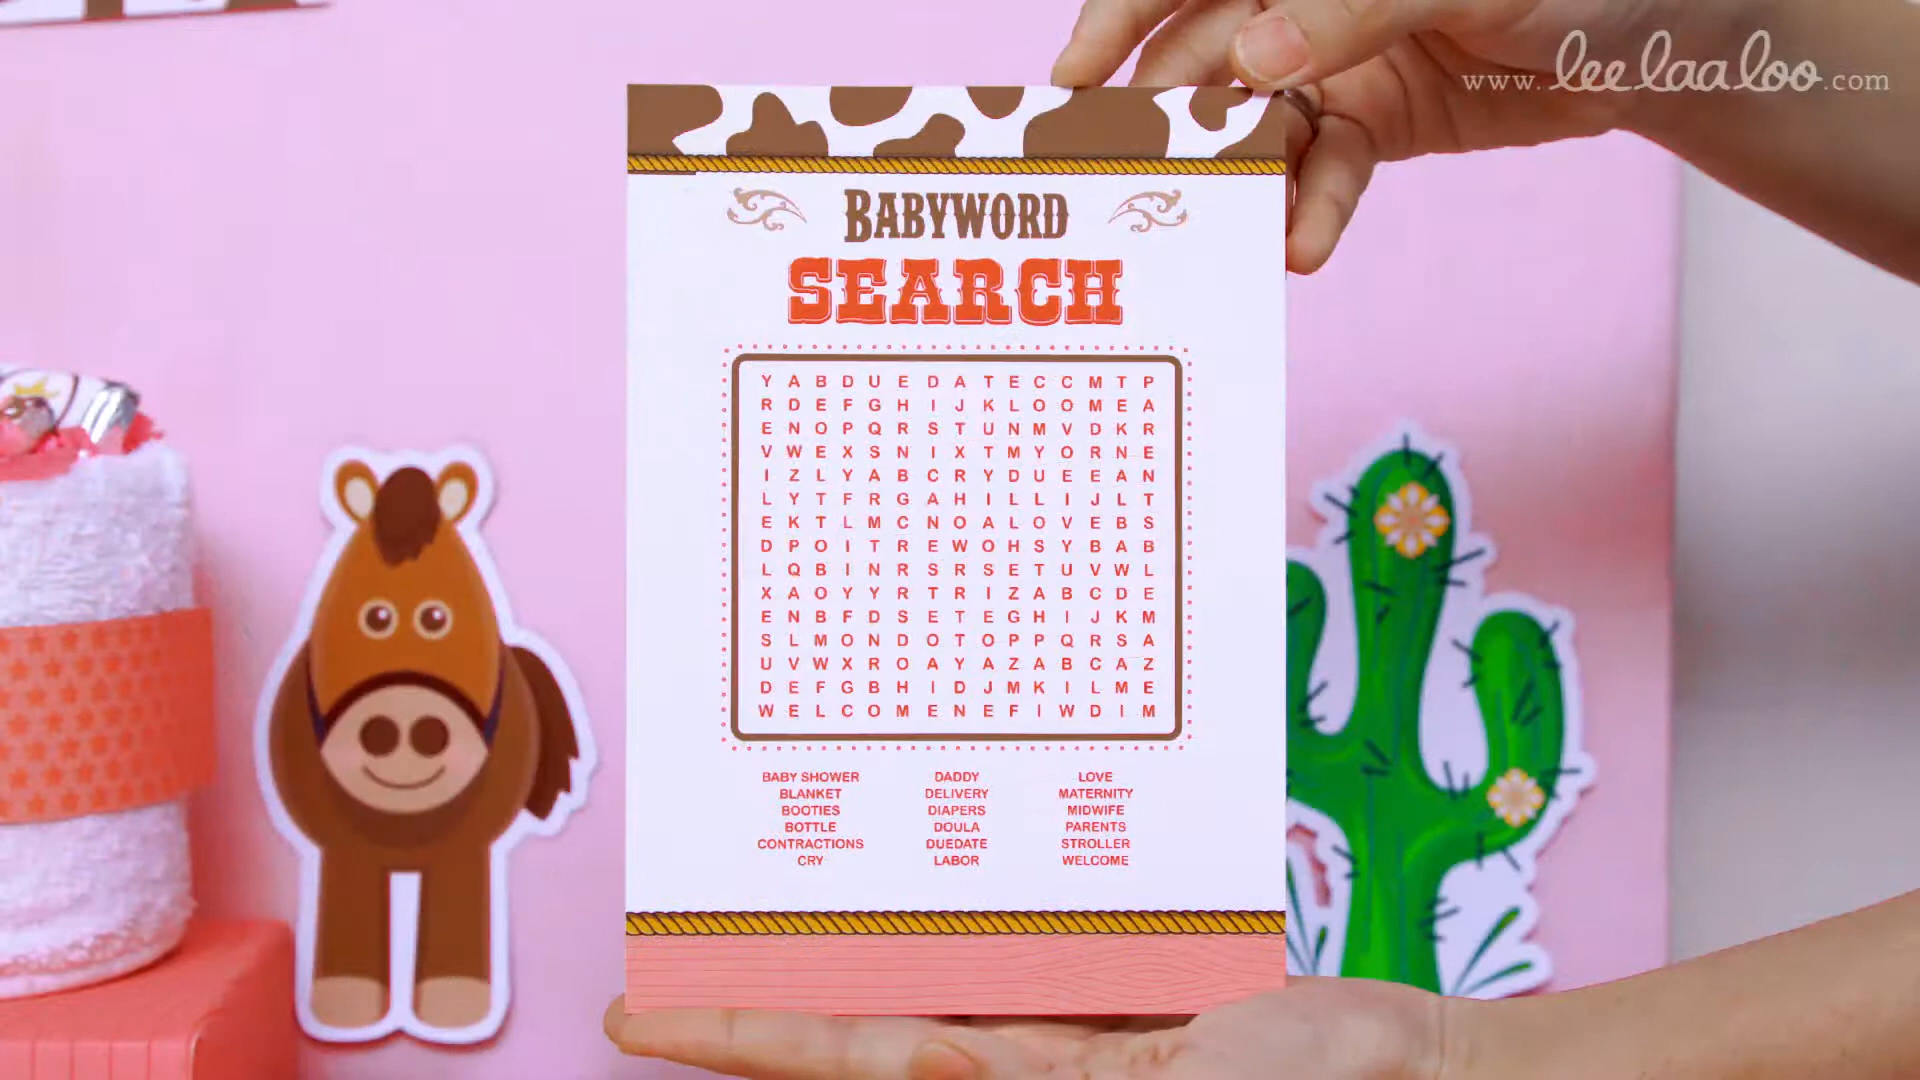 www.leelaaloo.com
BABYWORD
SEARCH
Y A B D U E D A T E C C M T P
R D E F G H I J K L O O M E A
E N O P Q R S T U N M V D K R
V W E X S N I X T M Y O R N E
I Z L Y A B C R Y D U E E A N
L Y T F R G A H I L L I J L T
E K T L M C N O A L O V E B S
D P O I T R E W O H S Y B A B
L Q B I N R S R S E T U V W L
X A O Y Y R T R I Z A B C D E
E N B F D S E T E G H I J K M
S L M O N D O T O P P Q R S A
U V W X R O A Y A Z A B C A Z
D E F G B H I D J M K I L M E
W E L C O M E N E F I W D I M
BABY SHOWER DADDY LOVE
BLANKET DELIVERY MATERNITY
BOOTIES DIAPERS MIDWIFE
BOTTLE DOULA PARENTS
CONTRACTIONS DUEDATE STROLLER
CRY LABOR WELCOME